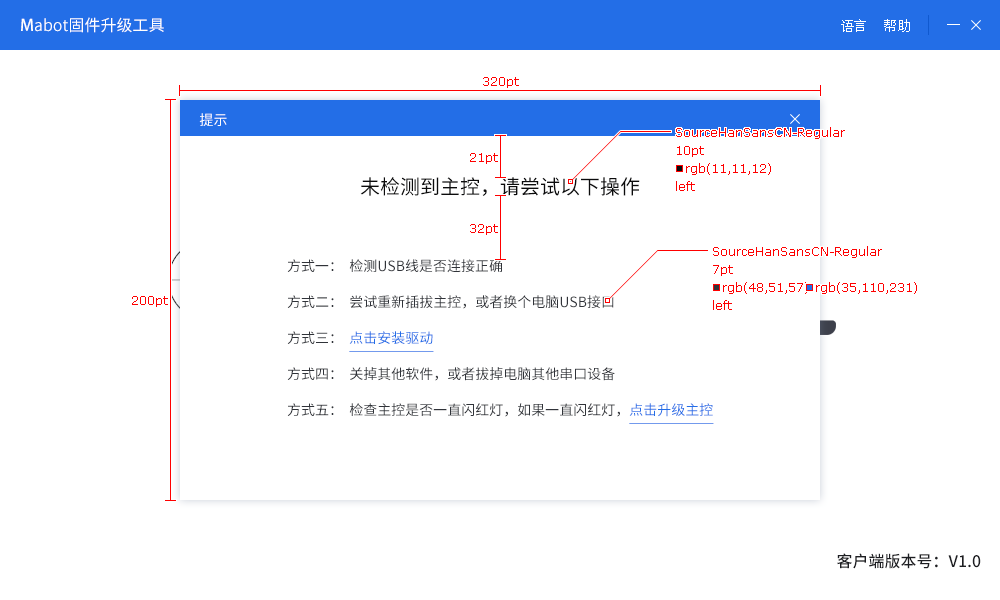 Mabot固件升级工具
语言 帮助
320pt
提示
SourceHanSansCN-Regular
10pt
rgb(11,11,12)
left
21pt
未检测到主控，请尝试以下操作
32pt
SourceHanSansCN-Regular
7pt
rgb(48,51,57) rgb(35,110,231)
left
方式一： 检测USB线是否连接正确
200pt
方式二： 尝试重新插拔主控，或者换个电脑USB接口
方式三： 点击安装驱动
方式四： 关掉其他软件，或者拔掉电脑其他串口设备
方式五： 检查主控是否一直闪红灯，如果一直闪红灯，点击升级主控
客户端版本号：V1.0